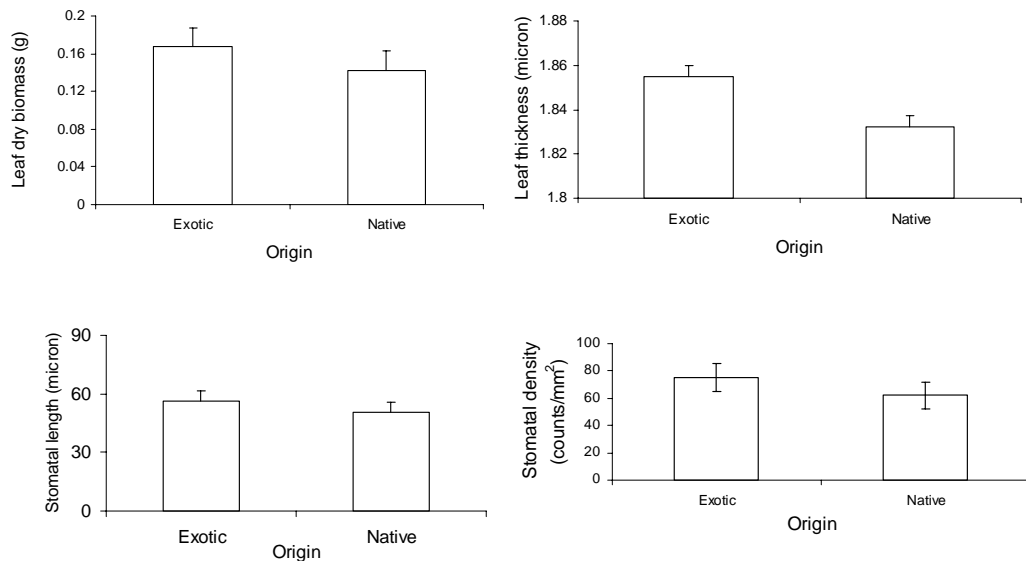 Leaf dry biomass (g)
0.2
0.16
0.12
0.08
0.04
0
Exotic Native
Origin
Leaf thickness (micron)
1.88
1.86
1.84
1.82
1.8
Exotic Native
Origin
Stomatal length (micron)
90
60
30
0
Exotic Native
Origin
Stomatal density
(counts/mm²)
100
80
60
40
20
0
Exotic Native
Origin